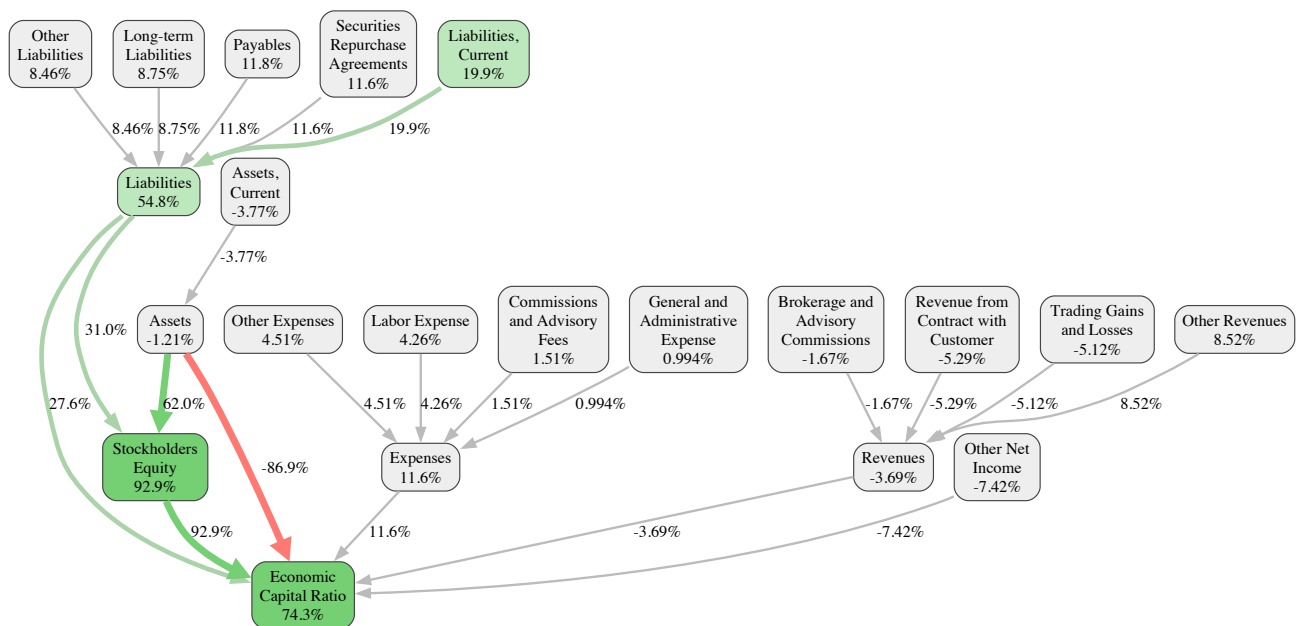 Other
Liabilities
8.46%
Long-term
Liabilities
8.75%
Payables
11.8%
Securities
Repurchase
Agreements
11.6%
Liabilities,
Current
19.9%
8.46%
8.75%
11.8%
11.6%
19.9%
Liabilities
54.8%
Assets,
Current
-3.77%
-3.77%
Assets
-1.21%
Other Expenses
4.51%
Labor Expense
4.26%
Commissions
and Advisory
Fees
1.51%
General and
Administrative
Expense
0.994%
Brokerage and
Advisory
Commissions
-1.67%
Revenue from
Contract with
Customer
-5.29%
Trading Gains
and Losses
-5.12%
Other Revenues
8.52%
31.0%
27.6%
62.0%
4.51%
4.26%
1.51%
0.994%
-1.67%
-5.29%
-5.12%
8.52%
Stockholders
Equity
92.9%
-86.9%
Expenses
11.6%
Revenues
-3.69%
Other Net
Income
-7.42%
92.9%
11.6%
-3.69%
-7.42%
Economic
Capital Ratio
74.3%